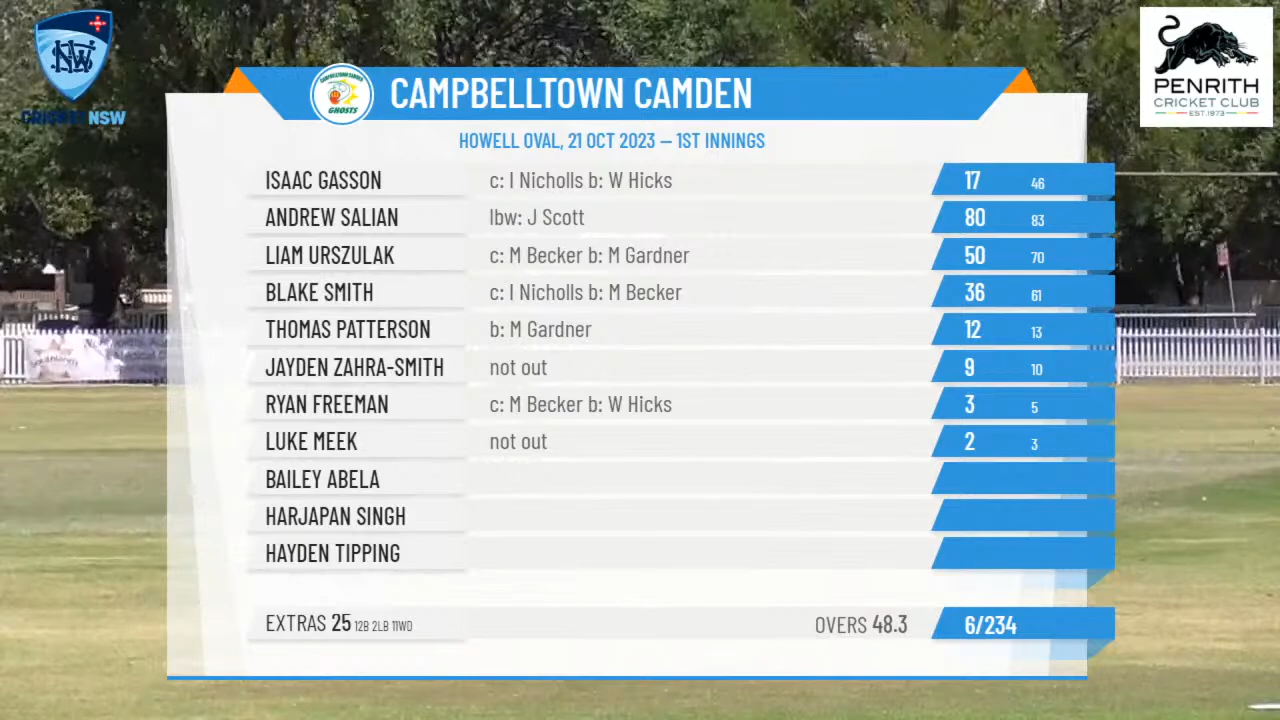 CRICKET NSW
PENRITH
CRICKET CLUB
EST.1973
CAMPBELLTOWN CAMDEN
GHOSTS
CAMPBELLTOWN CAMDEN
HOWELL OVAL, 21 OCT 2023 – 1ST INNINGS
ISAAC GASSON c: I Nicholls b: W Hicks 17 46
ANDREW SALIAN lbw: J Scott 80 83
LIAM URSZULAK c: M Becker b: M Gardner 50 70
BLAKE SMITH c: I Nicholls b: M Becker 36 61
THOMAS PATTERSON b: M Gardner 12 13
JAYDEN ZAHRA-SMITH not out 9 10
RYAN FREEMAN c: M Becker b: W Hicks 3 5
LUKE MEEK not out 2 3
BAILEY ABELA
HARJAPAN SINGH
HAYDEN TIPPING
EXTRAS 25 12B 2LB 11WD OVERS 48.3 6/234